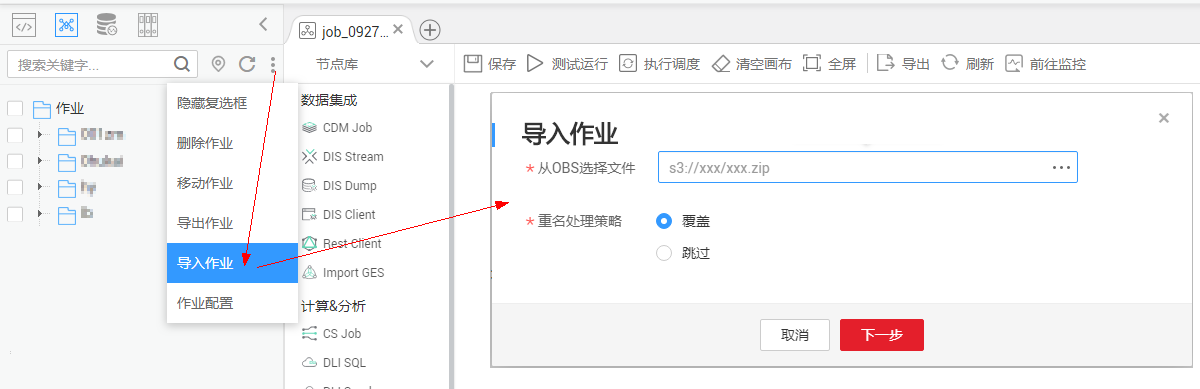 job_0927...
搜索关键字...
节点库
保存
测试运行
执行调度
清空画布
全屏
导出
刷新
前往监控
作业
隐藏复选框
删除作业
移动作业
导出作业
导入作业
作业配置
数据集成
CDM Job
DIS Stream
DIS Dump
DIS Client
Rest Client
Import GES
计算&分析
CS Job
DLI SQL
导入作业
* 从OBS选择文件
s3://xxx/xxx.zip
* 重名处理策略
覆盖
跳过
取消
下一步